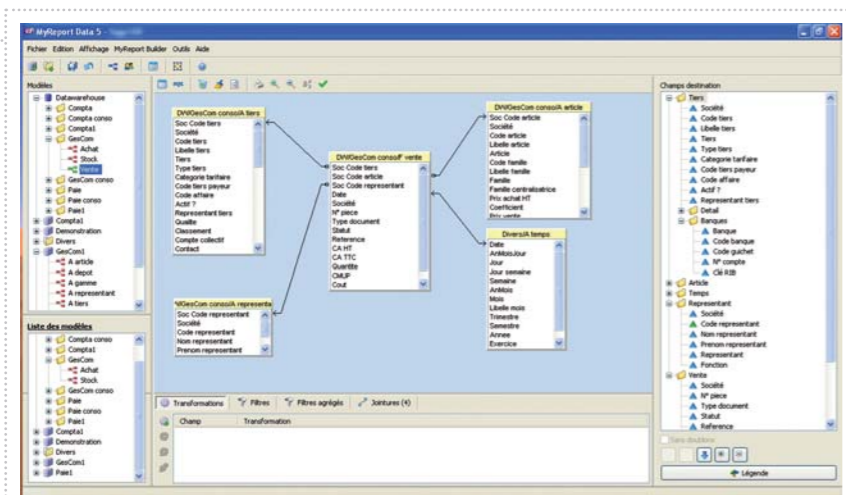 MyReport Data 5 -
Fichier Edition Affichage MyReport Builder Outils Aide
Modèles
Datawarehouse
Compta
Compta conso
Compta1
GesCom
Achat
Stock
Vente
GesCom conso
Paie
Paie conso
Paie1
Compta1
Demonstration
Divers
GesCom1
A article
A depot
A gamme
A representant
A tiers
Liste des modèles
Compta conso
Compta1
GesCom
Achat
Stock
GesCom conso
Paie
Paie conso
Paie1
Compta1
Demonstration
Divers
GesCom1
Paie1
DW/GesCom conso/A tiers
Soc Code tiers
Société
Code tiers
Libelle tiers
Tiers
Type tiers
Categorie tarifaire
Code tiers payeur
Code affaire
Actif ?
Representant tiers
Qualite
Classement
Compte collectif
Contact
W/GesCom conso/A representa
Soc Code representant
Société
Code representant
Nom representant
Prenom representant
DW/GesCom conso/F vente
Soc Code tiers
Soc Code article
Soc Code representant
Date
Société
N° piece
Type document
Statut
Reference
CA HT
CA TTC
Quantite
CMUP
Cout
DW/GesCom conso/A article
Soc Code article
Société
Code article
Libelle article
Article
Code famille
Libelle famille
Famille
Famille centralisatrice
Prix achat HT
Coefficient
Prix vente
Divers/A temps
Date
AnMoisJour
Jour
Jour semaine
Semaine
AnMois
Mois
Libelle mois
Trimestre
Semestre
Annee
Exercice
Transformations Filtres Filtres agrégés Jointures (4)
Champ Transformation
Champs destination
Tiers
Société
Code tiers
Libelle tiers
Tiers
Type tiers
Categorie tarifaire
Code tiers payeur
Code affaire
Actif ?
Representant tiers
Detail
Banques
Banque
Code banque
Code guichet
N° compte
Clé RIB
Article
Temps
Representant
Société
Code representant
Nom representant
Prenom representant
Representant
Fonction
Vente
Société
N° piece
Type document
Statut
Reference
Sans doublons
Légende